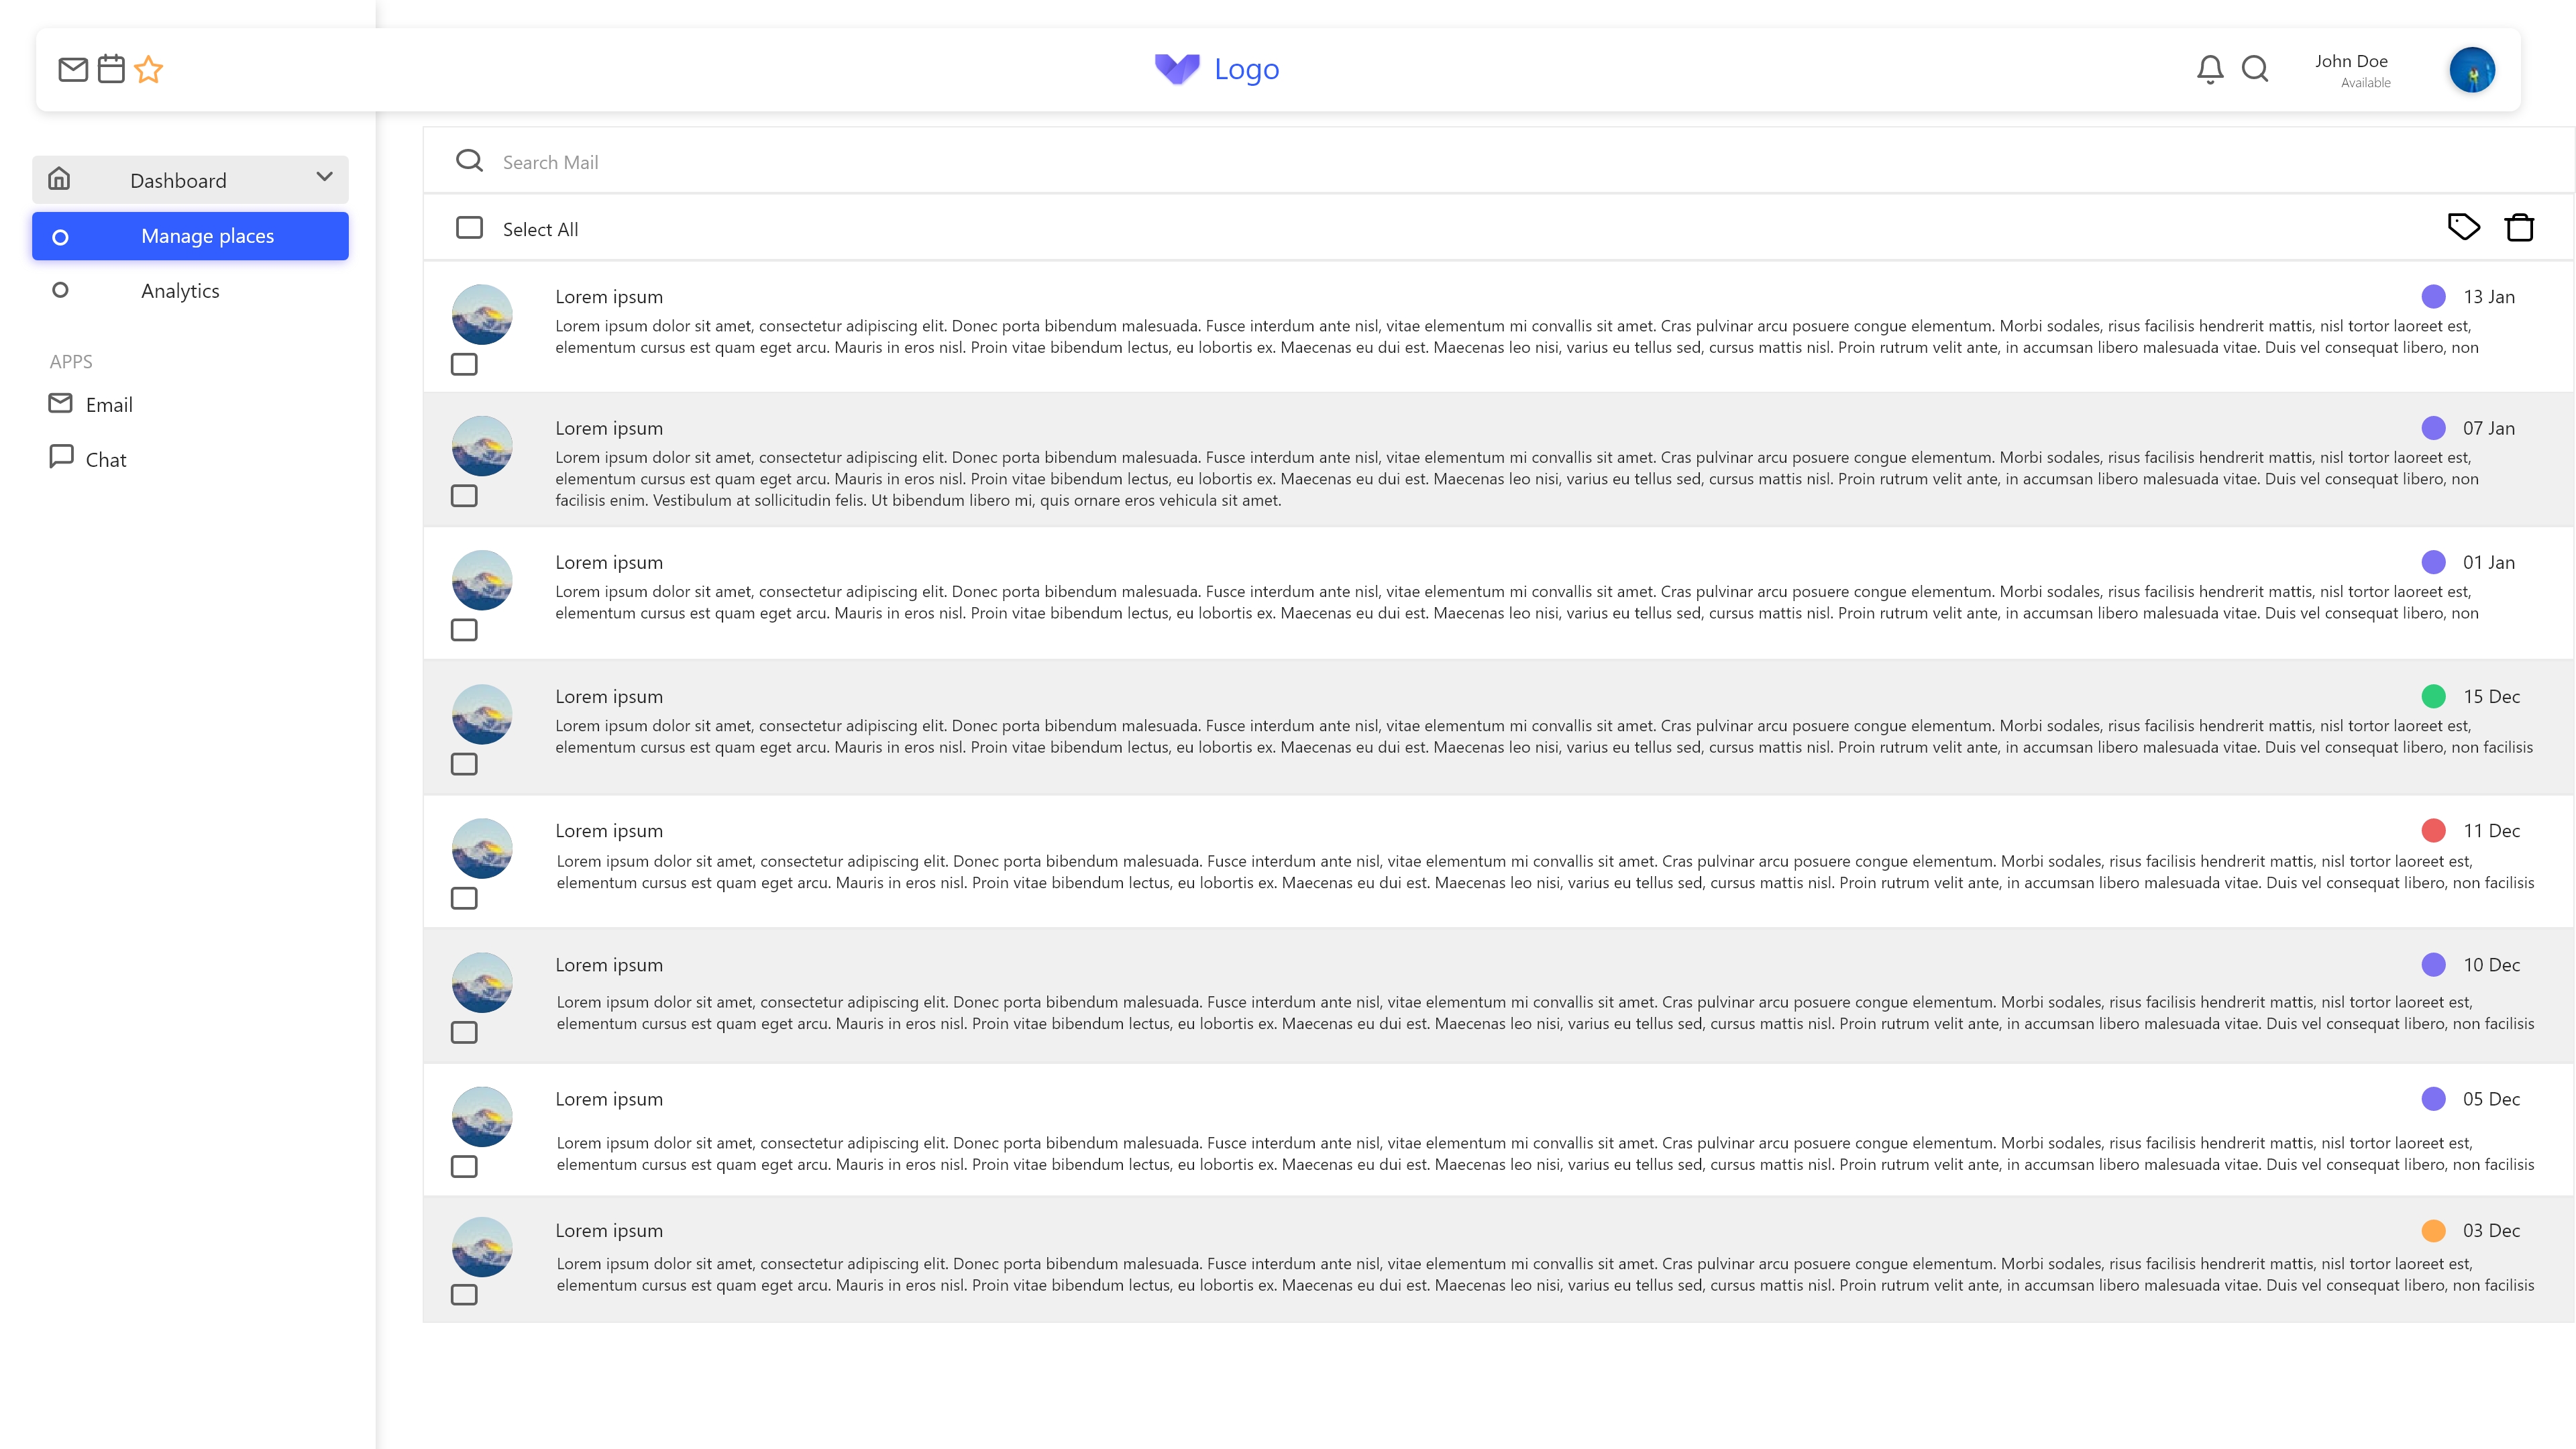 Logo
John Doe
Available
Dashboard
Manage places
Analytics
APPS
Email
Chat
Search Mail
Select All
Lorem ipsum
13 Jan
Lorem ipsum dolor sit amet, consectetur adipiscing elit. Donec porta bibendum malesuada. Fusce interdum ante nisl, vitae elementum mi convallis sit amet. Cras pulvinar arcu posuere congue elementum. Morbi sodales, risus facilisis hendrerit mattis, nisl tortor laoreet est,
elementum cursus est quam eget arcu. Mauris in eros nisl. Proin vitae bibendum lectus, eu lobortis ex. Maecenas eu dui est. Maecenas leo nisi, varius eu tellus sed, cursus mattis nisl. Proin rutrum velit ante, in accumsan libero malesuada vitae. Duis vel consequat libero, non
Lorem ipsum
07 Jan
Lorem ipsum dolor sit amet, consectetur adipiscing elit. Donec porta bibendum malesuada. Fusce interdum ante nisl, vitae elementum mi convallis sit amet. Cras pulvinar arcu posuere congue elementum. Morbi sodales, risus facilisis hendrerit mattis, nisl tortor laoreet est,
elementum cursus est quam eget arcu. Mauris in eros nisl. Proin vitae bibendum lectus, eu lobortis ex. Maecenas eu dui est. Maecenas leo nisi, varius eu tellus sed, cursus mattis nisl. Proin rutrum velit ante, in accumsan libero malesuada vitae. Duis vel consequat libero, non
facilisis enim. Vestibulum at sollicitudin felis. Ut bibendum libero mi, quis ornare eros vehicula sit amet.
Lorem ipsum
01 Jan
Lorem ipsum dolor sit amet, consectetur adipiscing elit. Donec porta bibendum malesuada. Fusce interdum ante nisl, vitae elementum mi convallis sit amet. Cras pulvinar arcu posuere congue elementum. Morbi sodales, risus facilisis hendrerit mattis, nisl tortor laoreet est,
elementum cursus est quam eget arcu. Mauris in eros nisl. Proin vitae bibendum lectus, eu lobortis ex. Maecenas eu dui est. Maecenas leo nisi, varius eu tellus sed, cursus mattis nisl. Proin rutrum velit ante, in accumsan libero malesuada vitae. Duis vel consequat libero, non
Lorem ipsum
15 Dec
Lorem ipsum dolor sit amet, consectetur adipiscing elit. Donec porta bibendum malesuada. Fusce interdum ante nisl, vitae elementum mi convallis sit amet. Cras pulvinar arcu posuere congue elementum. Morbi sodales, risus facilisis hendrerit mattis, nisl tortor laoreet est,
elementum cursus est quam eget arcu. Mauris in eros nisl. Proin vitae bibendum lectus, eu lobortis ex. Maecenas eu dui est. Maecenas leo nisi, varius eu tellus sed, cursus mattis nisl. Proin rutrum velit ante, in accumsan libero malesuada vitae. Duis vel consequat libero, non facilisis
Lorem ipsum
11 Dec
Lorem ipsum dolor sit amet, consectetur adipiscing elit. Donec porta bibendum malesuada. Fusce interdum ante nisl, vitae elementum mi convallis sit amet. Cras pulvinar arcu posuere congue elementum. Morbi sodales, risus facilisis hendrerit mattis, nisl tortor laoreet est,
elementum cursus est quam eget arcu. Mauris in eros nisl. Proin vitae bibendum lectus, eu lobortis ex. Maecenas eu dui est. Maecenas leo nisi, varius eu tellus sed, cursus mattis nisl. Proin rutrum velit ante, in accumsan libero malesuada vitae. Duis vel consequat libero, non facilisis
Lorem ipsum
10 Dec
Lorem ipsum dolor sit amet, consectetur adipiscing elit. Donec porta bibendum malesuada. Fusce interdum ante nisl, vitae elementum mi convallis sit amet. Cras pulvinar arcu posuere congue elementum. Morbi sodales, risus facilisis hendrerit mattis, nisl tortor laoreet est,
elementum cursus est quam eget arcu. Mauris in eros nisl. Proin vitae bibendum lectus, eu lobortis ex. Maecenas eu dui est. Maecenas leo nisi, varius eu tellus sed, cursus mattis nisl. Proin rutrum velit ante, in accumsan libero malesuada vitae. Duis vel consequat libero, non facilisis
Lorem ipsum
05 Dec
Lorem ipsum dolor sit amet, consectetur adipiscing elit. Donec porta bibendum malesuada. Fusce interdum ante nisl, vitae elementum mi convallis sit amet. Cras pulvinar arcu posuere congue elementum. Morbi sodales, risus facilisis hendrerit mattis, nisl tortor laoreet est,
elementum cursus est quam eget arcu. Mauris in eros nisl. Proin vitae bibendum lectus, eu lobortis ex. Maecenas eu dui est. Maecenas leo nisi, varius eu tellus sed, cursus mattis nisl. Proin rutrum velit ante, in accumsan libero malesuada vitae. Duis vel consequat libero, non facilisis
Lorem ipsum
03 Dec
Lorem ipsum dolor sit amet, consectetur adipiscing elit. Donec porta bibendum malesuada. Fusce interdum ante nisl, vitae elementum mi convallis sit amet. Cras pulvinar arcu posuere congue elementum. Morbi sodales, risus facilisis hendrerit mattis, nisl tortor laoreet est,
elementum cursus est quam eget arcu. Mauris in eros nisl. Proin vitae bibendum lectus, eu lobortis ex. Maecenas eu dui est. Maecenas leo nisi, varius eu tellus sed, cursus mattis nisl. Proin rutrum velit ante, in accumsan libero malesuada vitae. Duis vel consequat libero, non facilisis